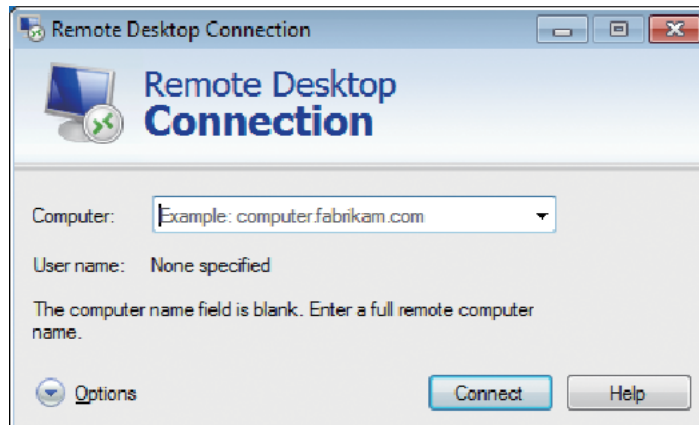 Remote Desktop Connection
Remote Desktop
Connection
Computer: Example: computer.fabrikam.com
User name: None specified
The computer name field is blank. Enter a full remote computer
name.
Options Connect Help